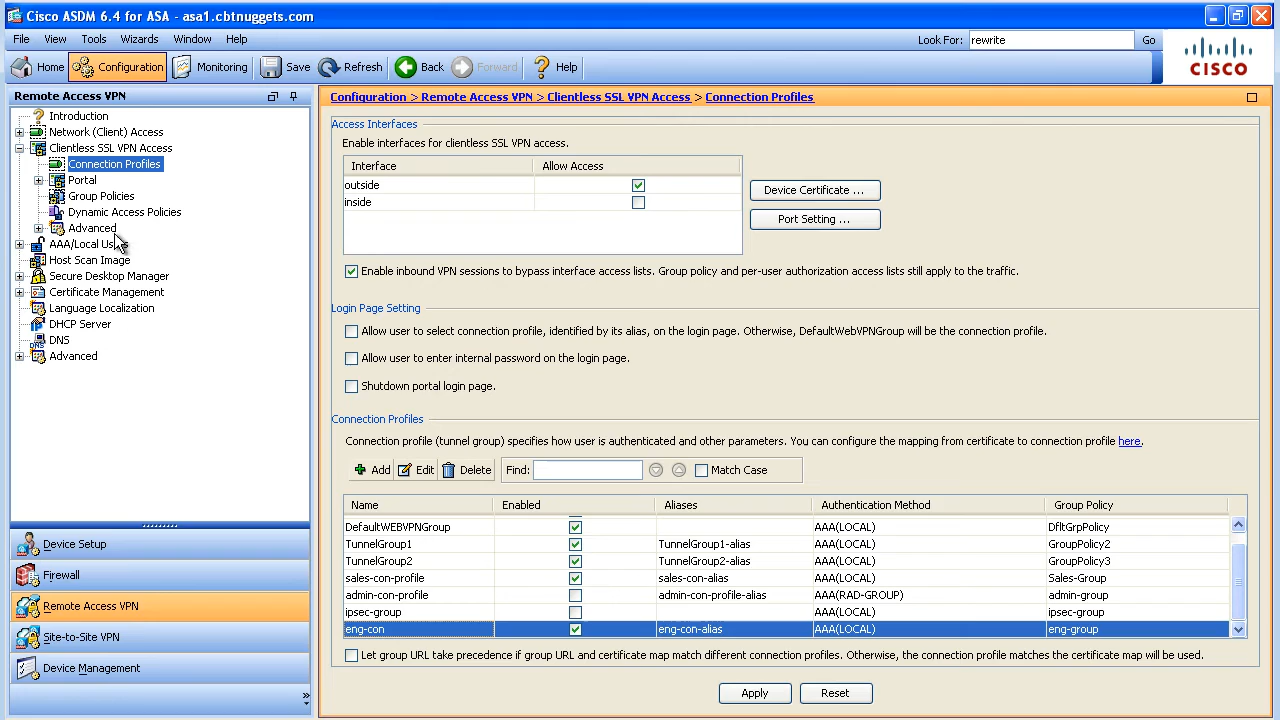 Cisco ASDM 6.4 for ASA - asa1.cbtnuggets.com
File View Tools Wizards Window Help Look For: rewrite Go
Home Configuration Monitoring Save Refresh Back Forward Help
CISCO
Remote Access VPN
Introduction
Network (Client) Access
Clientless SSL VPN Access
Connection Profiles
Portal
Group Policies
Dynamic Access Policies
Advanced
AAA/Local Users
Host Scan Image
Secure Desktop Manager
Certificate Management
Language Localization
DHCP Server
DNS
Advanced
Device Setup
Firewall
Remote Access VPN
Site-to-Site VPN
Device Management
»
Configuration > Remote Access VPN > Clientless SSL VPN Access > Connection Profiles
Access Interfaces
Enable interfaces for clientless SSL VPN access.
Interface Allow Access
outside
inside
Device Certificate ...
Port Setting ...
Enable inbound VPN sessions to bypass interface access lists. Group policy and per-user authorization access lists still apply to the traffic.
Login Page Setting
Allow user to select connection profile, identified by its alias, on the login page. Otherwise, DefaultWebVPNGroup will be the connection profile.
Allow user to enter internal password on the login page.
Shutdown portal login page.
Connection Profiles
Connection profile (tunnel group) specifies how user is authenticated and other parameters. You can configure the mapping from certificate to connection profile here.
Add Edit Delete Find: Match Case
Name Enabled Aliases Authentication Method Group Policy
DefaultWEBVPNGroup AAA(LOCAL) DfltGrpPolicy
TunnelGroup1 TunnelGroup1-alias AAA(LOCAL) GroupPolicy2
TunnelGroup2 TunnelGroup2-alias AAA(LOCAL) GroupPolicy3
sales-con-profile sales-con-alias AAA(LOCAL) Sales-Group
admin-con-profile admin-con-profile-alias AAA(RAD-GROUP) admin-group
ipsec-group AAA(LOCAL) ipsec-group
eng-con eng-con-alias AAA(LOCAL) eng-group
Let group URL take precedence if group URL and certificate map match different connection profiles. Otherwise, the connection profile matches the certificate map will be used.
Apply Reset